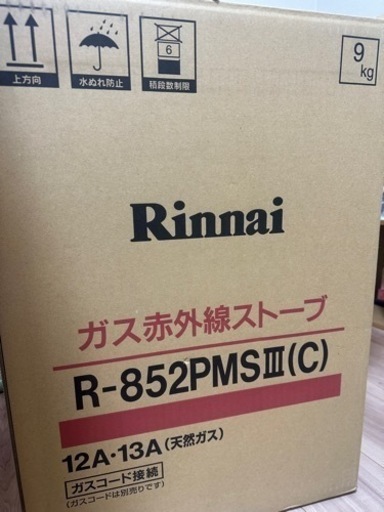 上方向
水ぬれ防止
6
積段数制限
9
kg
Rinnai
ガス赤外線ストーブ
R-852PMSⅢ(C)
12A・13A(天然ガス)
ガスコード接続
(ガスコードは別売りです)